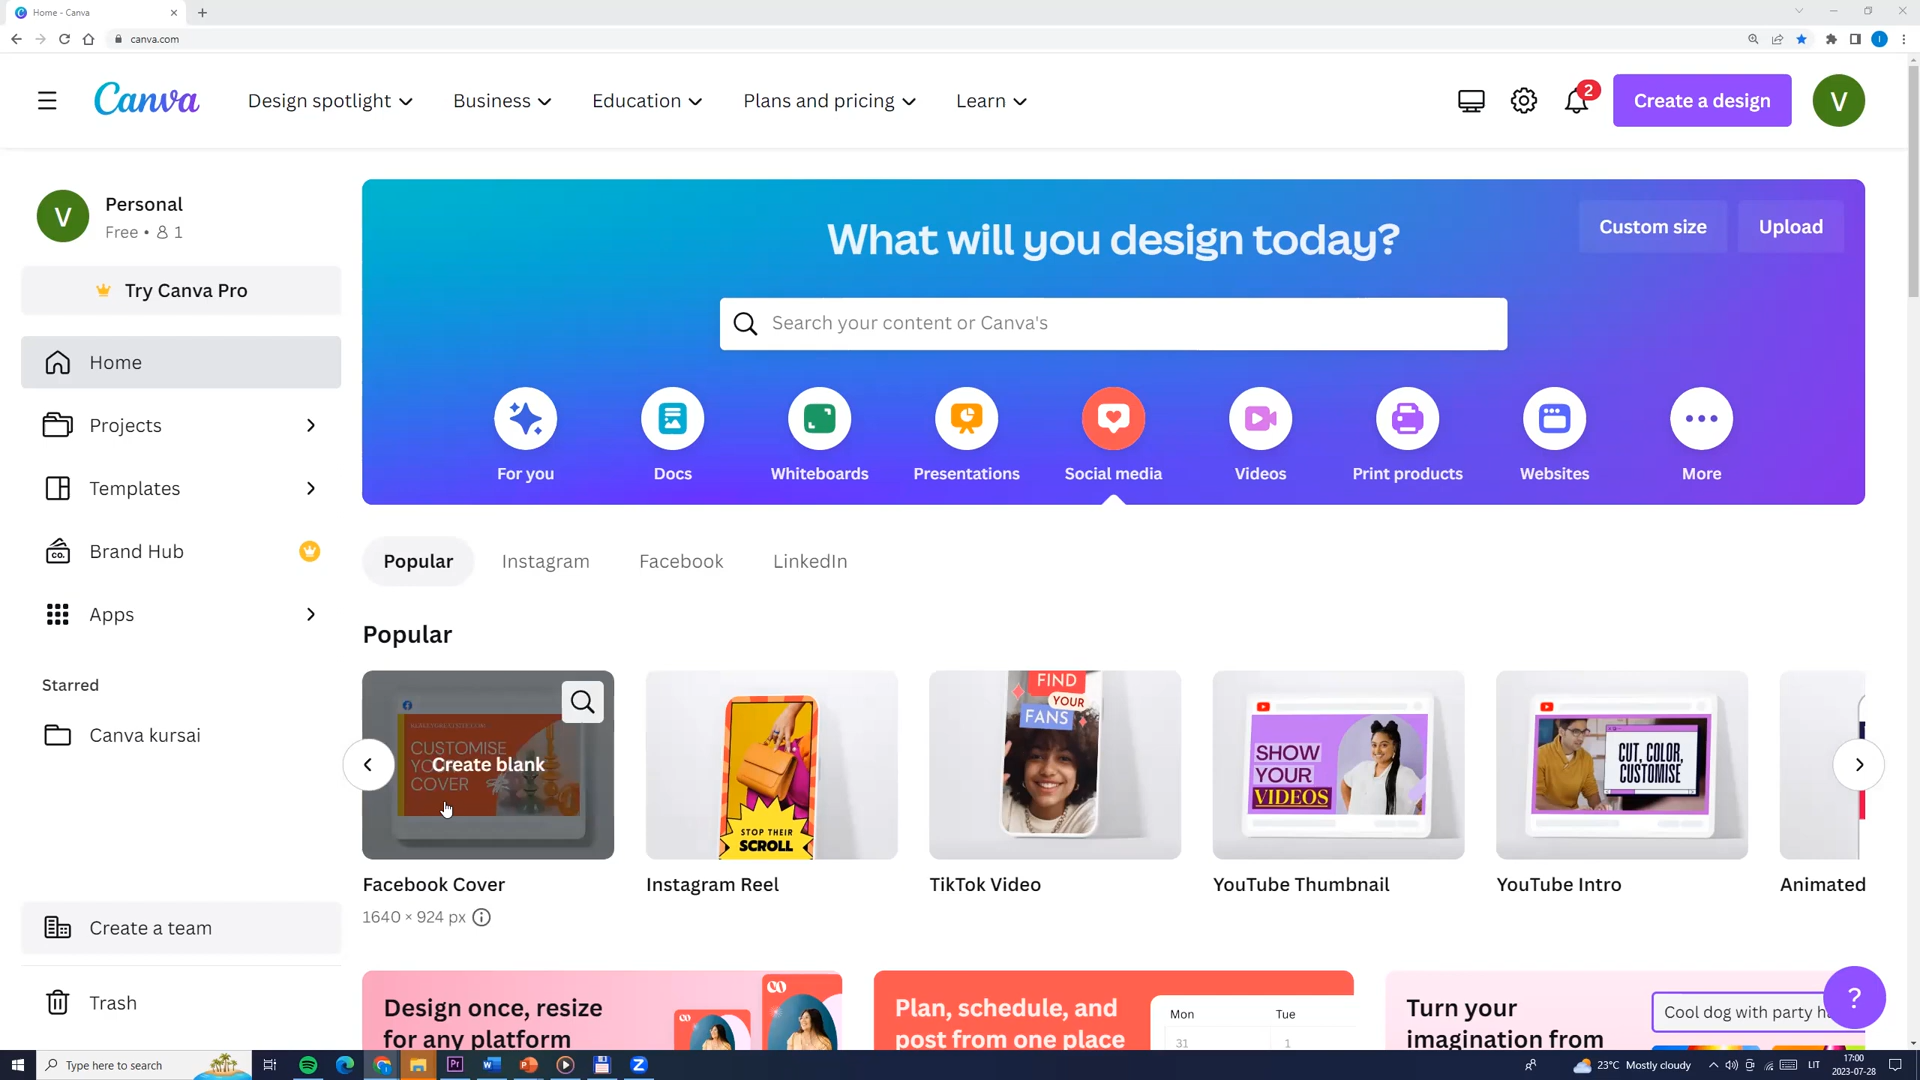 Home - Canva
canva.com
Canva
Design spotlight
Business
Education
Plans and pricing
Learn
2
Create a design
V
V
Personal
Free • 1
Try Canva Pro
Home
Projects
Templates
CO.
Brand Hub
Apps
Starred
Canva kursai
Create a team
Trash
What will you design today?
Custom size
Upload
Search your content or Canva's
For you
Docs
Whiteboards
Presentations
Social media
Videos
Print products
Websites
More
Popular
Instagram
Facebook
LinkedIn
Popular
CUSTOMISE
COVER
Create blank
Facebook Cover
1640 × 924 px
STOP THEIR
SCROLL
Instagram Reel
FIND
YOUR
FANS
TikTok Video
SHOW
YOUR
VIDEOS
YouTube Thumbnail
CUT, COLOR,
CUSTOMISE
YouTube Intro
Animated
Design once, resize
for any platform
Plan, schedule, and
post from one place
Mon
Tue
31
1
Turn your
imagination from
Cool dog with party h
?
Type here to search
Pr
23°C Mostly cloudy
LIT
17:00
2023-07-28